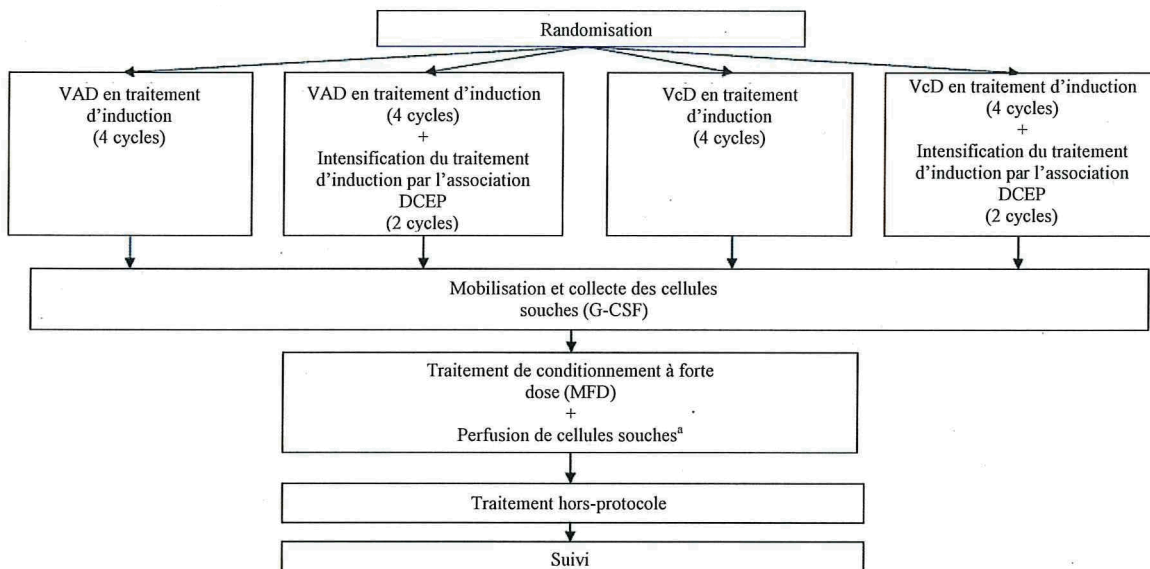 Randomisation
VAD en traitement
d’induction
(4 cycles)
VAD en traitement d’induction
(4 cycles)
+
Intensification du traitement
d’induction par l’association
DCEP
(2 cycles)
VcD en traitement
d’induction
(4 cycles)
VcD en traitement d’induction
(4 cycles)
+
Intensification du traitement
d’induction par l’association
DCEP
(2 cycles)
Mobilisation et collecte des cellules
souches (G-CSF)
Traitement de conditionnement à forte
dose (MFD)
+
Perfusion de cellules souchesᵃ
Traitement hors-protocole
Suivi